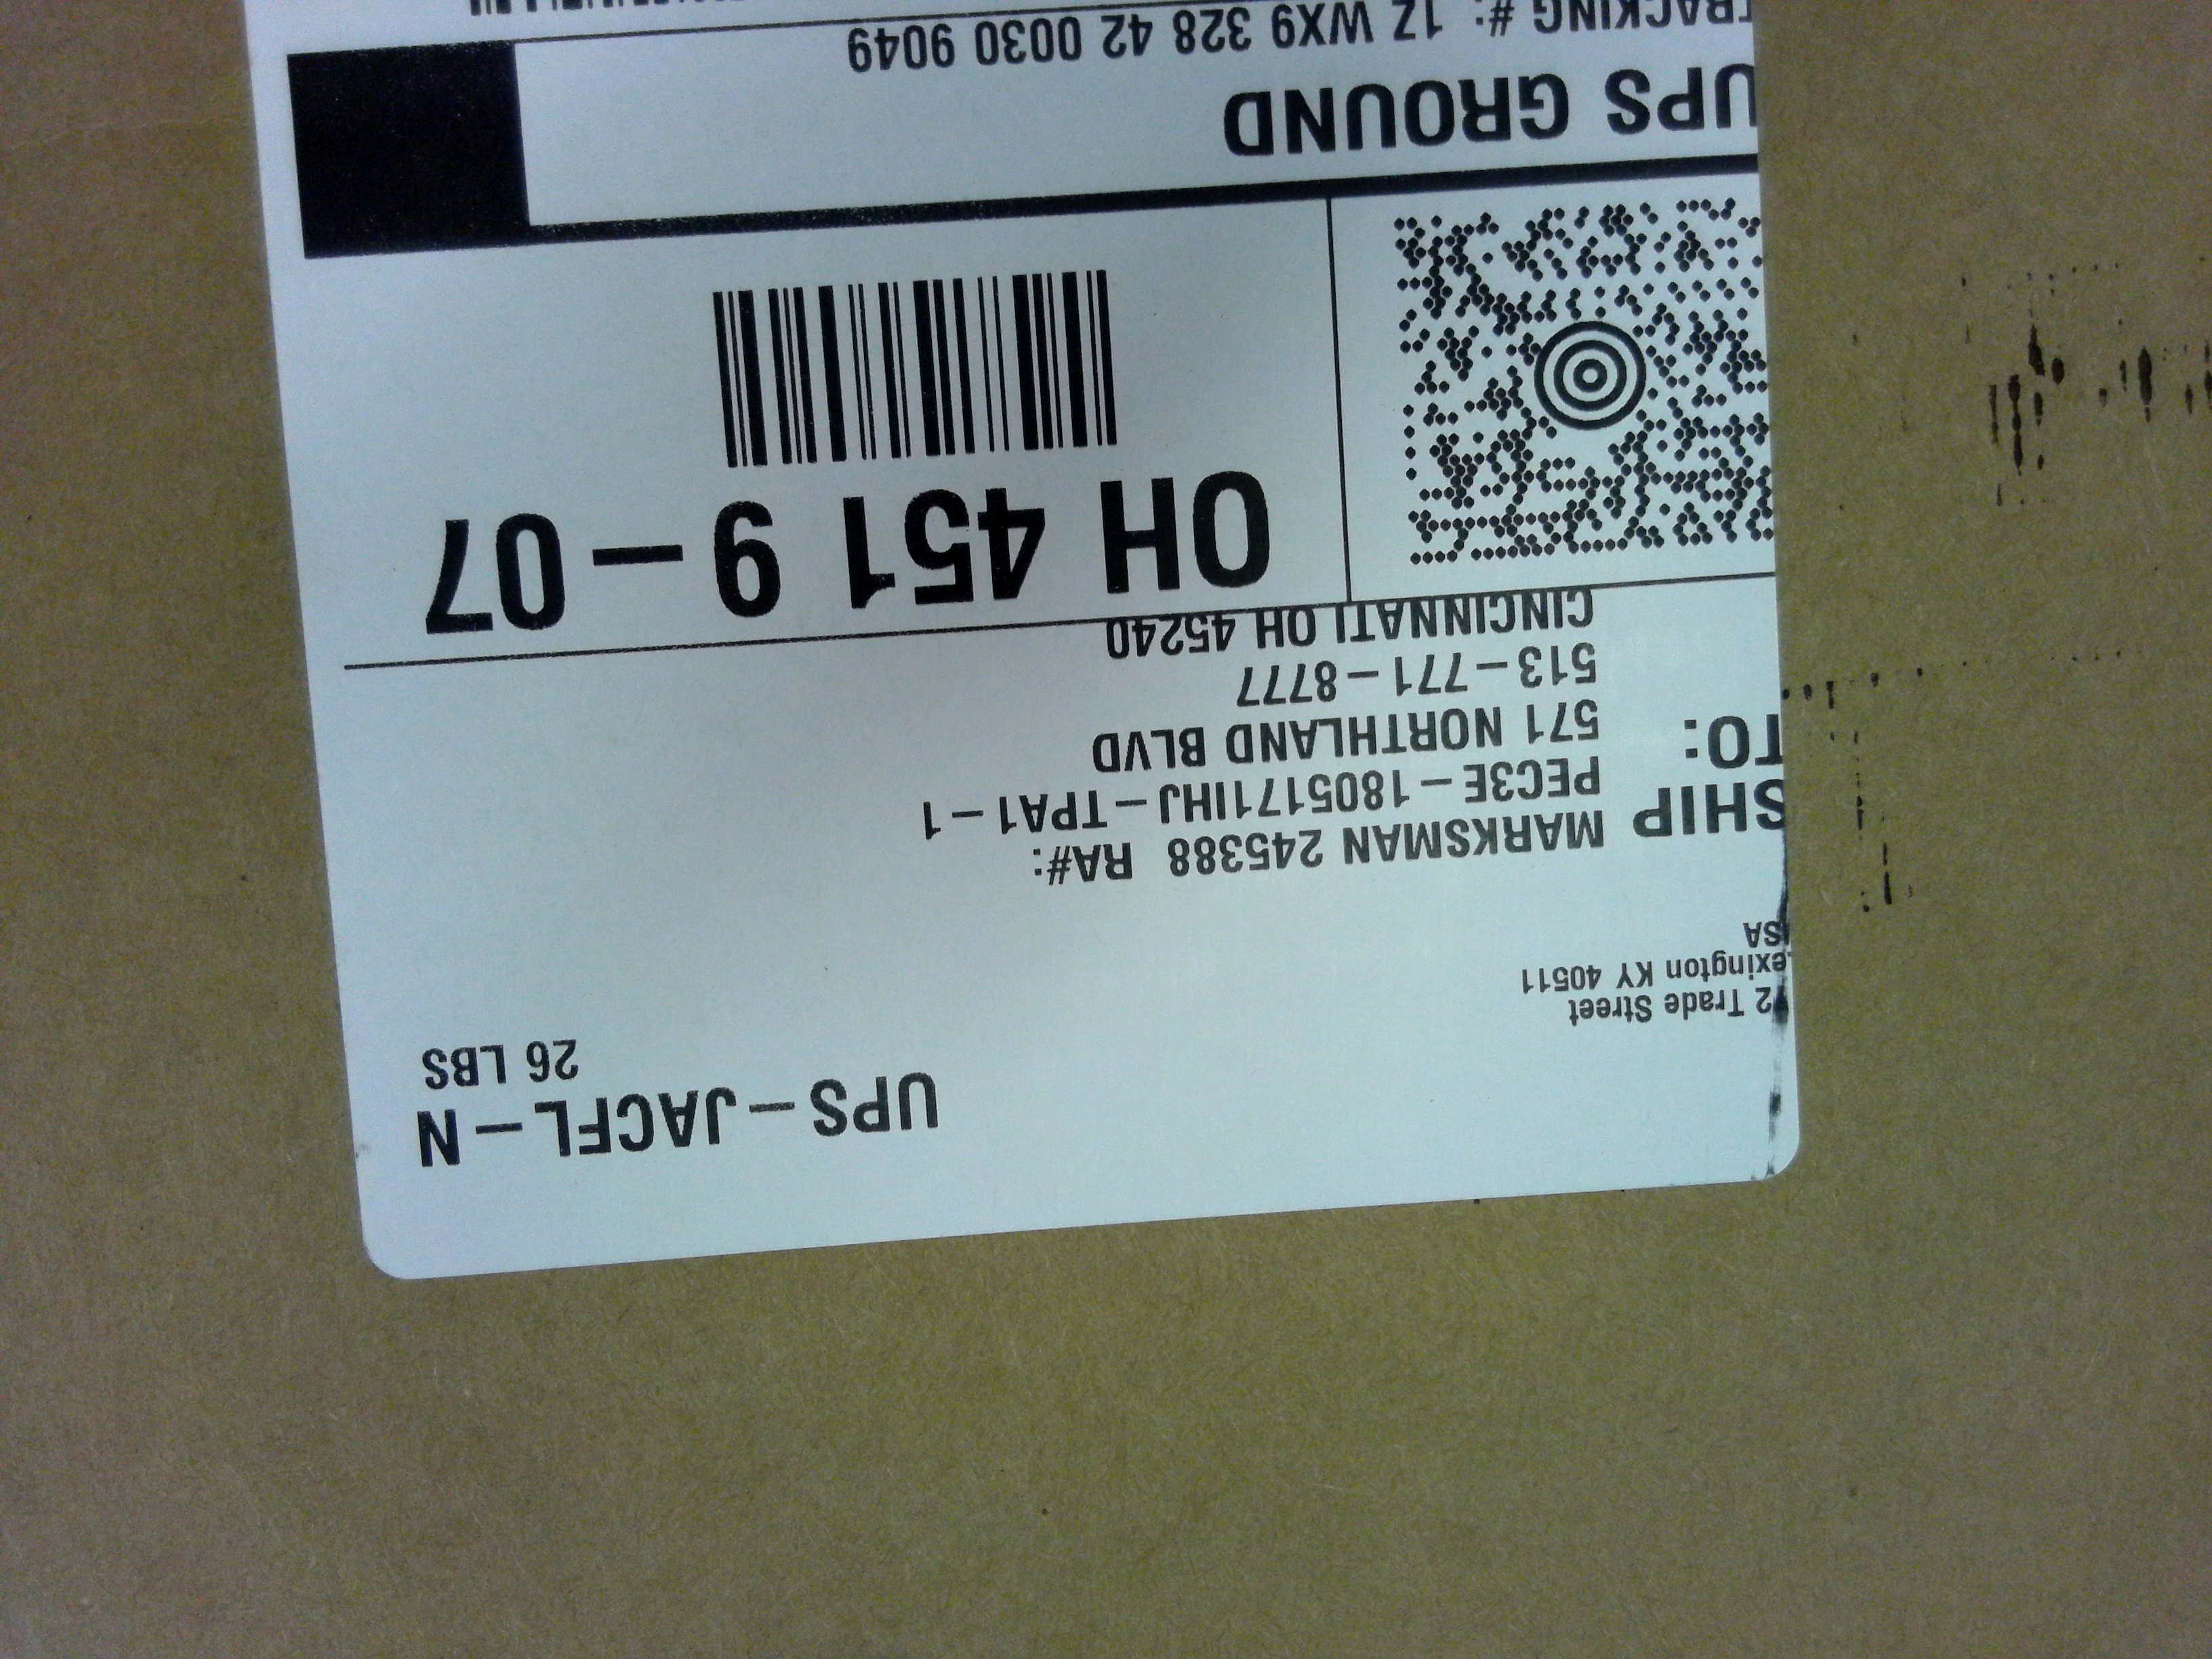 UPS-JACFL-N
26 LBS
2 Trade Street
exington KY 40511
SA
SHIP TO:
MARKSMAN 245388 RA#:
PEC3E-180517IIHJ-TPA1-1
571 NORTHLAND BLVD
513-771-8777
CINCINNATI OH 45240
OH 451 9-07
UPS GROUND
TRACKING #: 1Z WX9 328 42 0030 9049